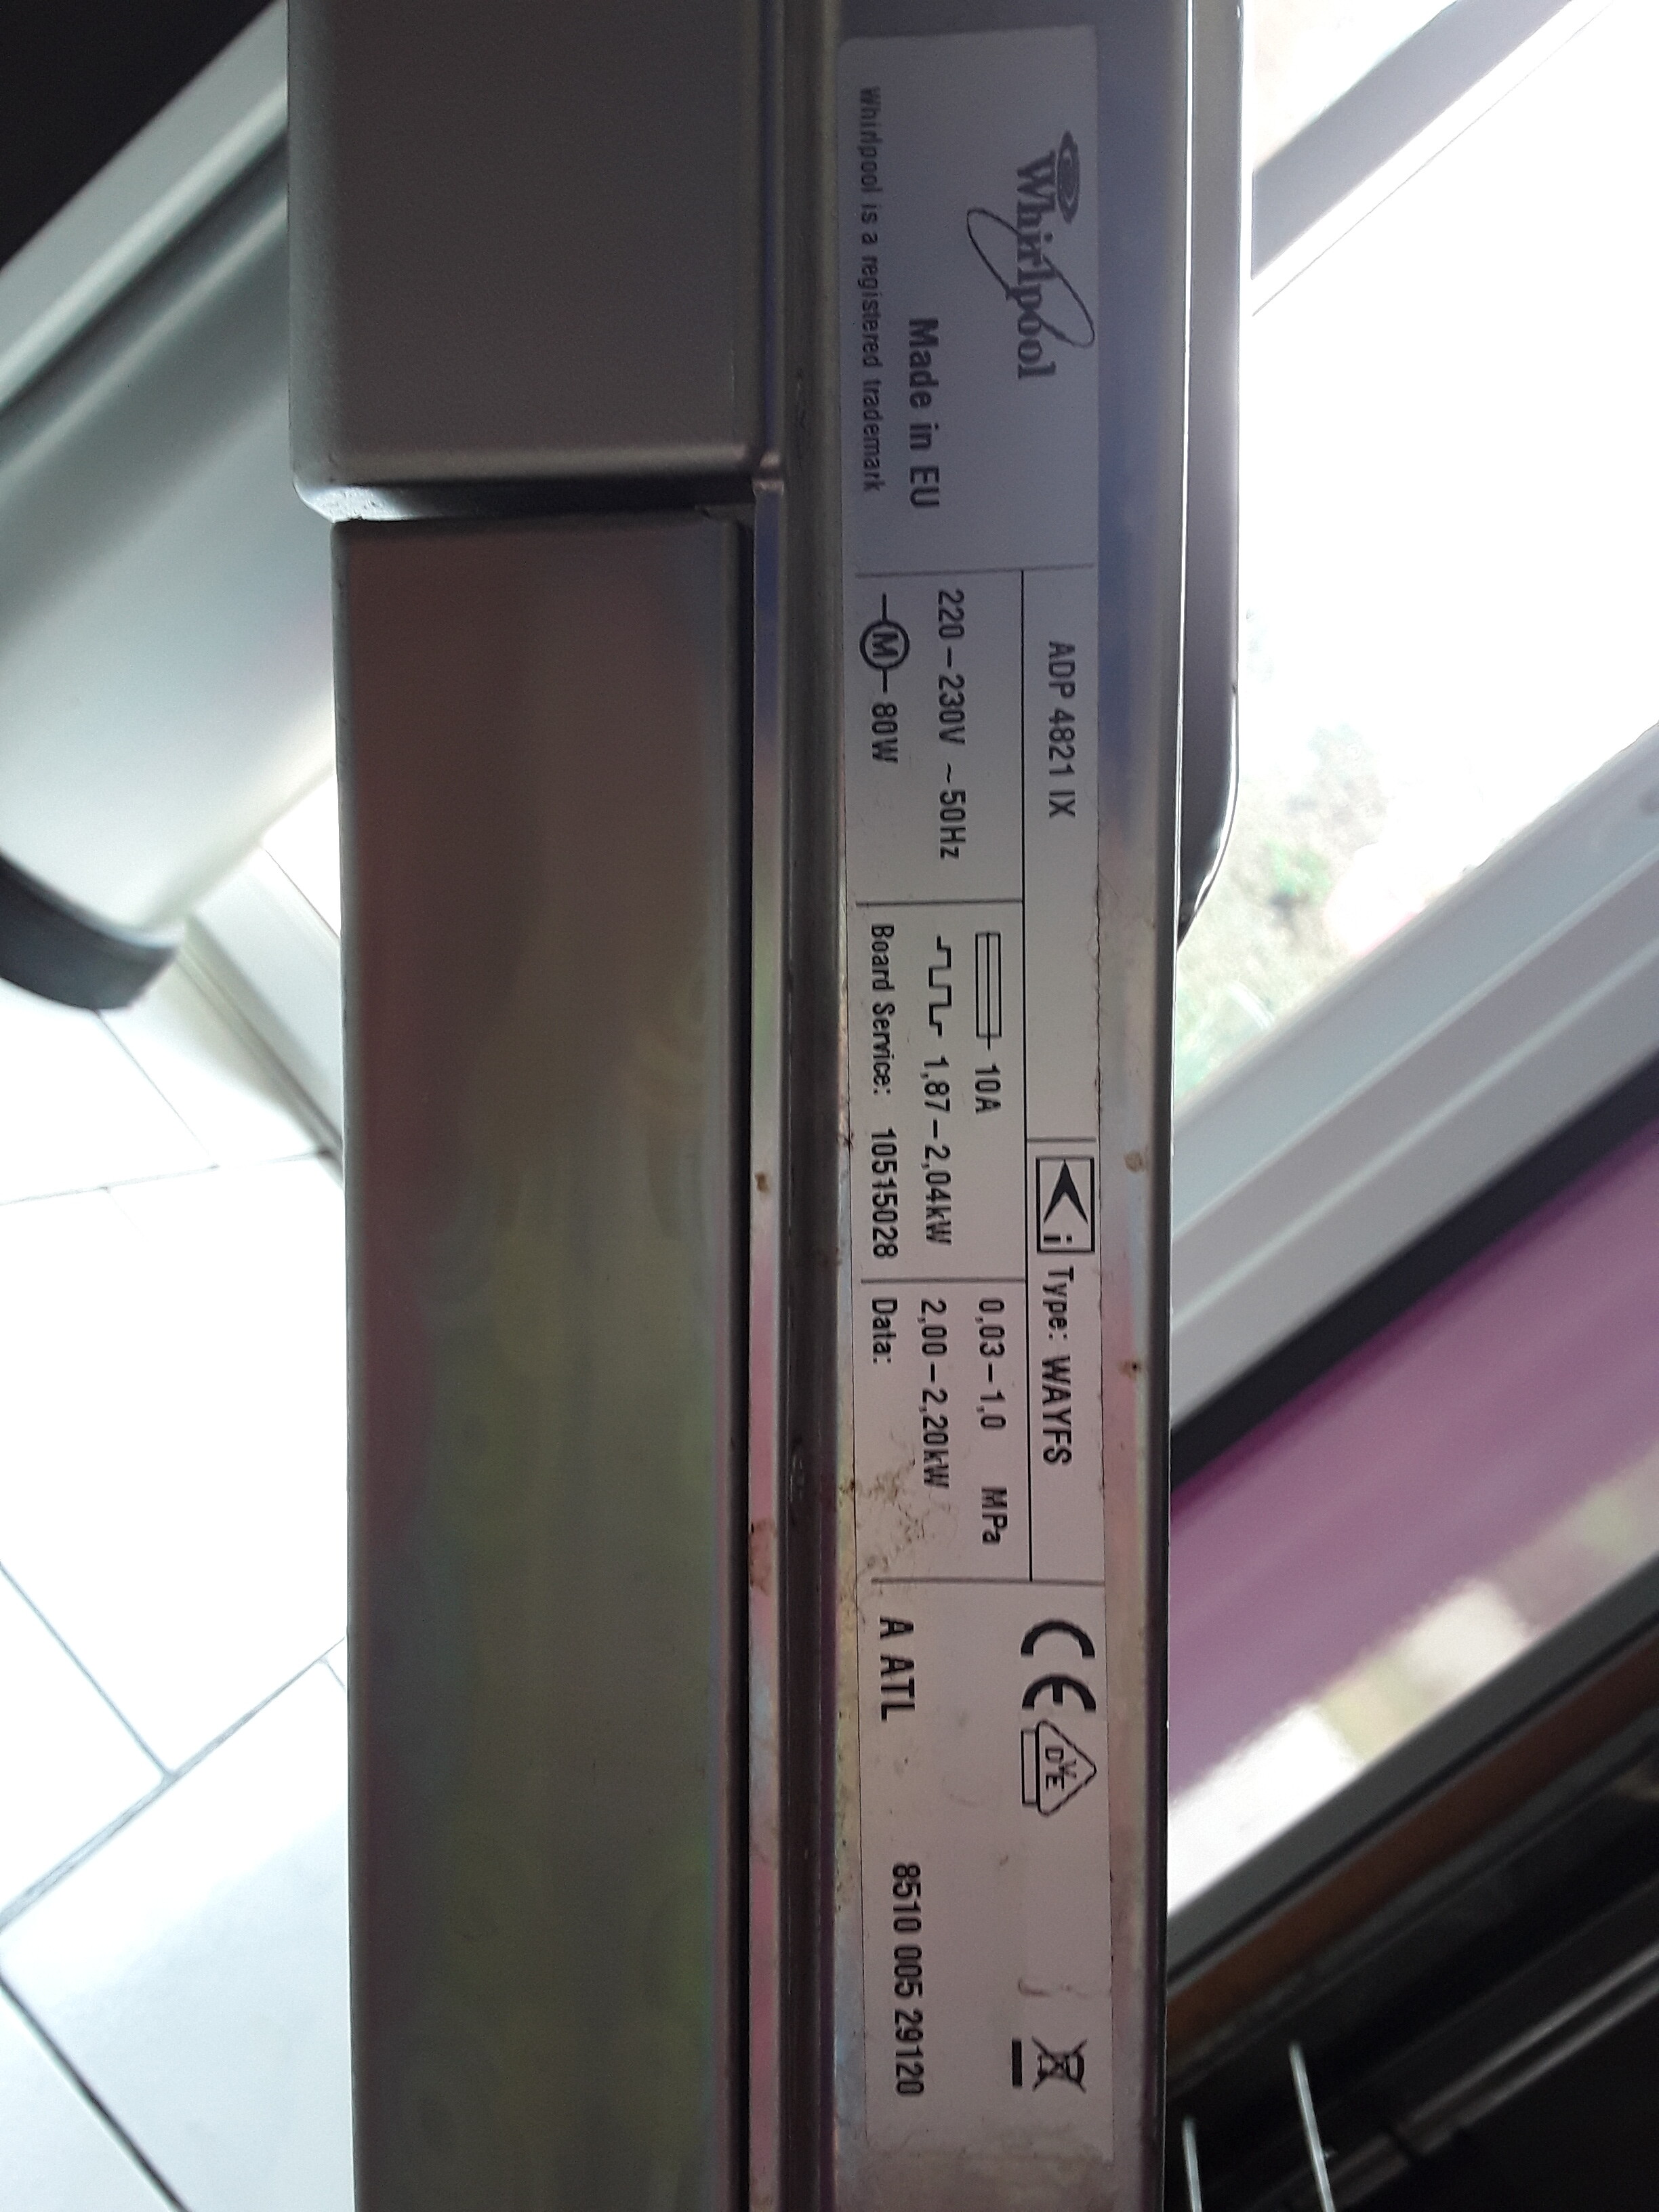 Whirlpool
Made in EU
Whirlpool is a registered trademark
ADP 4821 IX
i Type: WAYFS
220-230V ~50Hz
M 80W
10A
1,87-2,04kW
Board Service: 10515028
0,03-1,0 MPa
2,00-2,20kW
Data:
CE DVE
A ATL 8510 005 29120